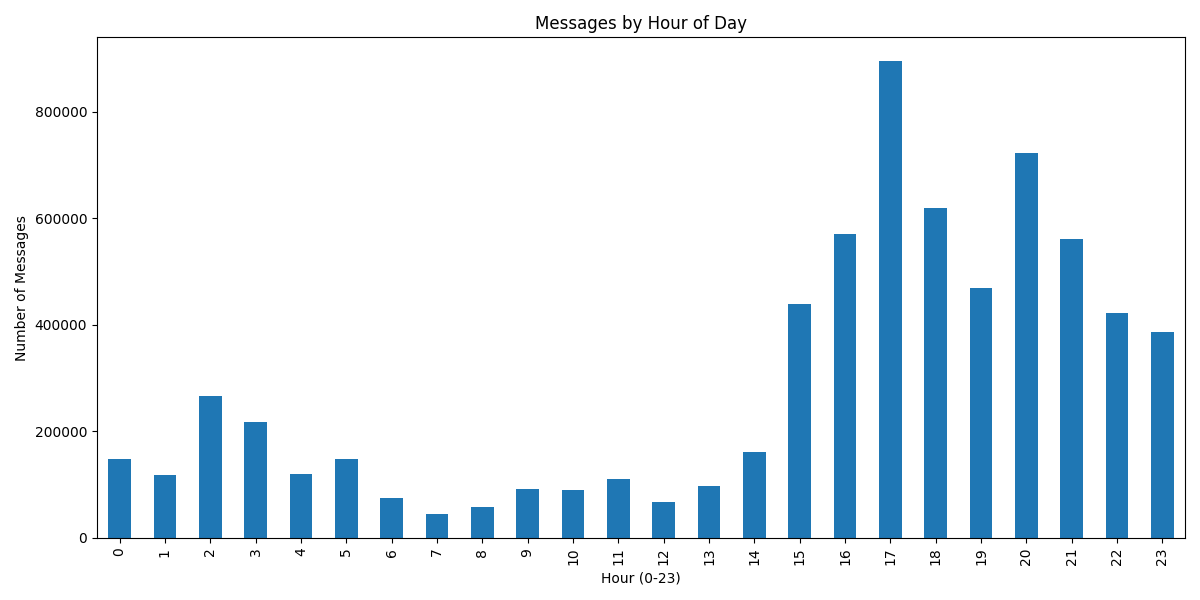 Messages by Hour of Day
800000
600000
400000
200000
0
Number of Messages
0 1 2 3 4 5 6 7 8 9 10 11 12 13 14 15 16 17 18 19 20 21 22 23
Hour (0-23)